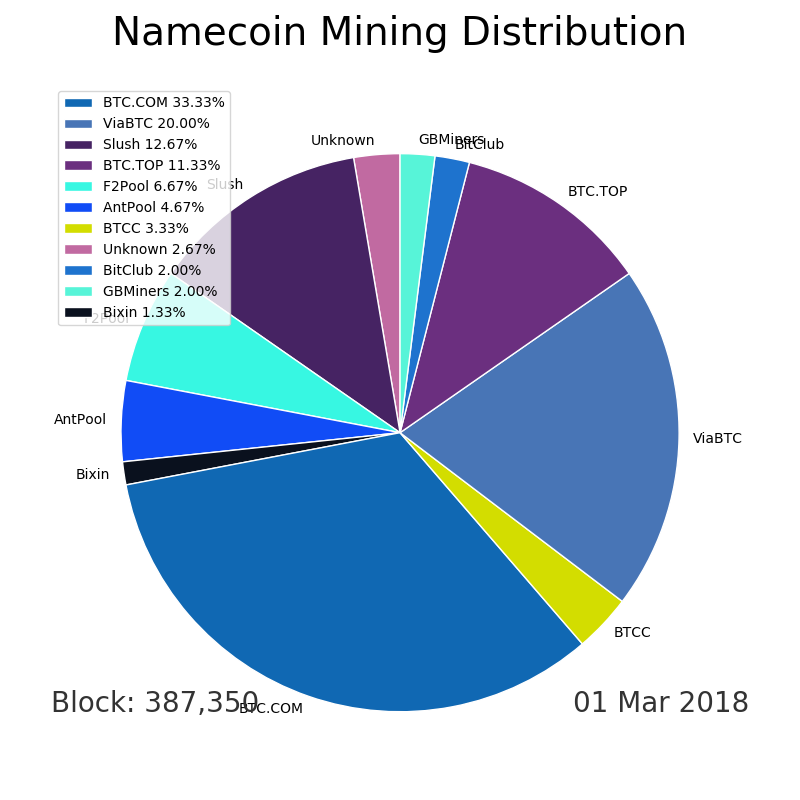 Namecoin Mining Distribution
BTC.COM 33.33%
ViaBTC 20.00%
Slush 12.67%
BTC.TOP 11.33%
F2Pool 6.67%
AntPool 4.67%
BTCC 3.33%
Unknown 2.67%
BitClub 2.00%
GBMiners 2.00%
Bixin 1.33%
Unknown
GBMiners
BitClub
Slush
BTC.TOP
F2Pool
AntPool
ViaBTC
Bixin
BTCC
Block: 387,350
BTC.COM
01 Mar 2018